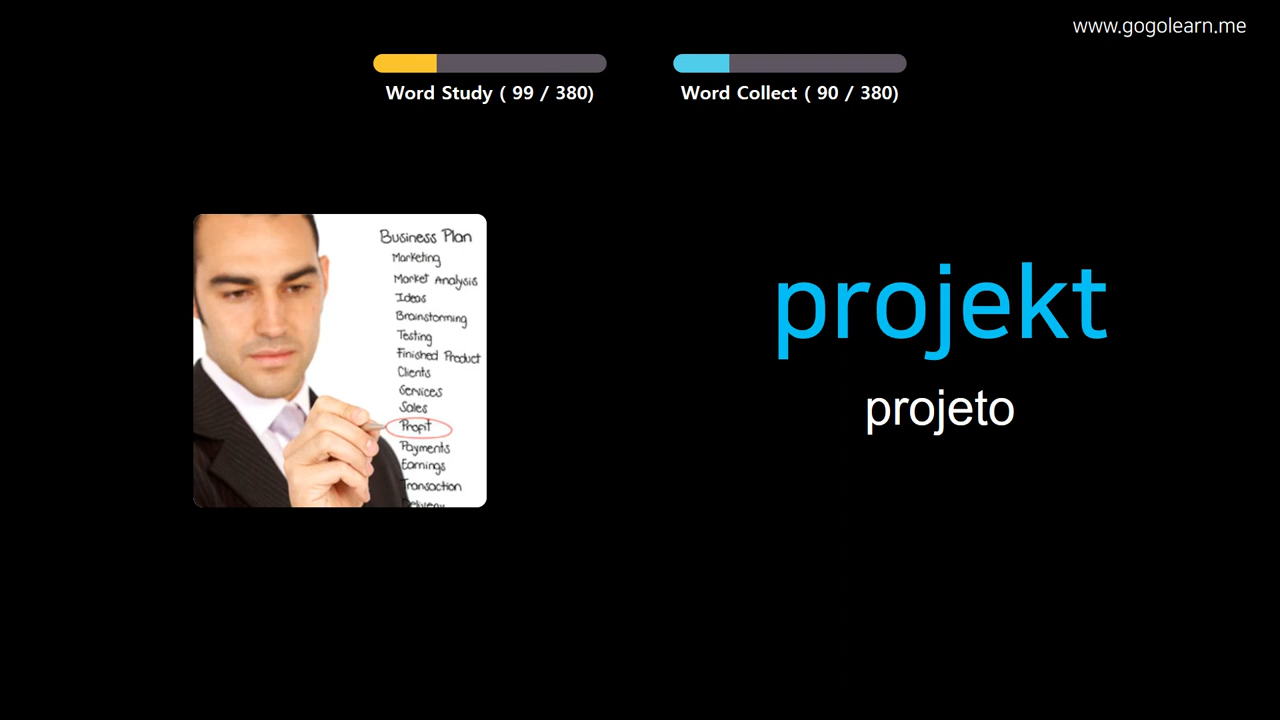 www.gogolearn.me
Word Study ( 99 / 380)
Word Collect ( 90 / 380)
Business Plan
Marketing
Market Analysis
Ideas
Brainstorming
Testing
Finished Product
Clients
Services
Sales
Profit
Payments
Earnings
Transaction
Delivery
projekt
projeto